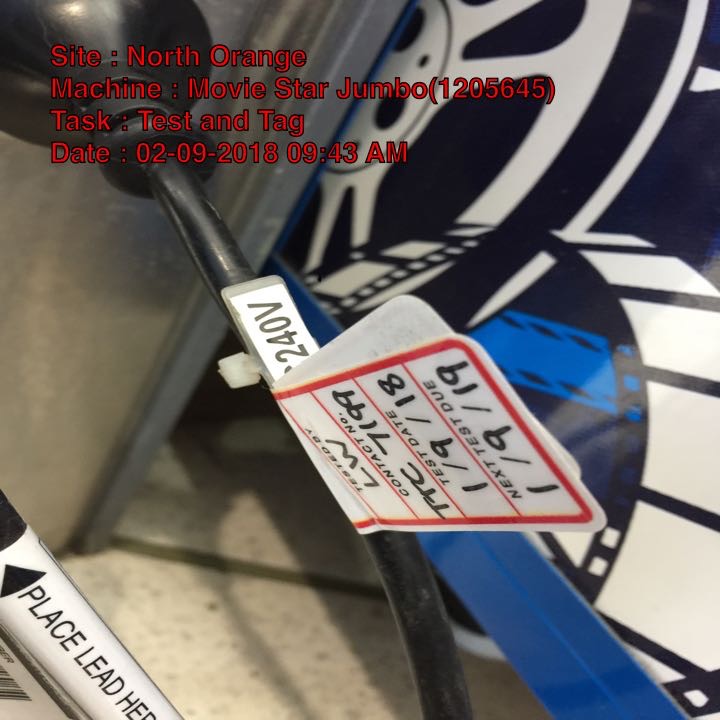 Site : North Orange
Machine : Movie Star Jumbo(1205645)
Task : Test and Tag
Date : 02-09-2018 09:43 AM
240V
TESTED BY
LW
CONTACT NO.
7199
TEST DATE
1/9/18
NEXT TEST DUE
1/9/19
PLACE LEAD HER